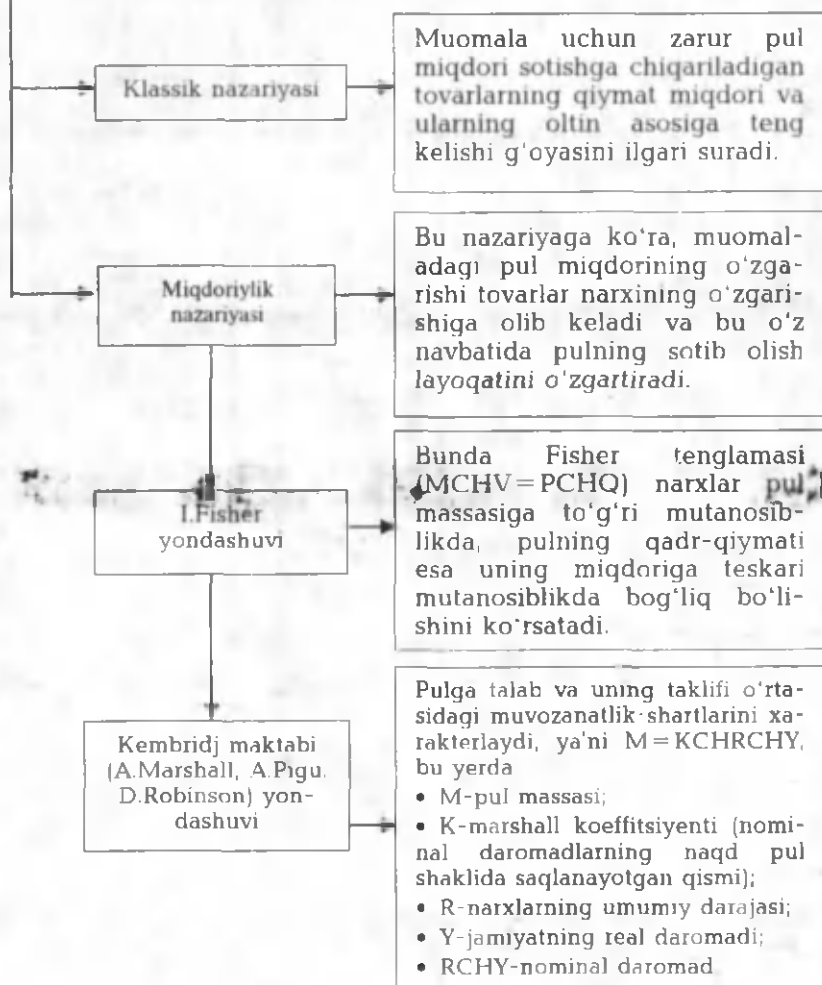 Klassik nazariyasi
Muomala uchun zarur pul
miqdori sotishga chiqariladigan
tovarlarning qiymat miqdori va
ularning oltin asosiga teng
kelishi g‘oyasini ilgari suradi.
Miqdoriylik
nazariyasi
Bu nazariyaga ko‘ra, muomal-
adagi pul miqdorining o‘zga-
rishi tovarlar narxining o‘zgari-
shiga olib keladi va bu o‘z
navbatida pulning sotib olish
layoqatini o‘zgartiradi.
I.Fisher
yondashuvi
Bunda Fisher tenglamasi
(MCHV=PCHQ) narxlar pul
massasiga to‘g‘ri mutanosib-
likda, pulning qadr-qiymati
esa uning miqdoriga teskari
mutanosiblikda bog‘liq bo‘li-
shini ko‘rsatadi.
Kembridj maktabi
(A.Marshall, A.Pigu,
D.Robinson) yon-
dashuvi
Pulga talab va uning taklifi o‘rta-
sidagi muvozanatlik shartlarini xa-
rakterlaydi, ya'ni M=KCHRCHY,
bu yerda
• M-pul massasi;
• K-marshall koeffitsiyenti (nomi-
nal daromadlarning naqd pul
shaklida saqlanayotgan qismi);
• R-narxlarning umumiy darajasi;
• Y-jamiyatning real daromadi;
• RCHY-nominal daromad